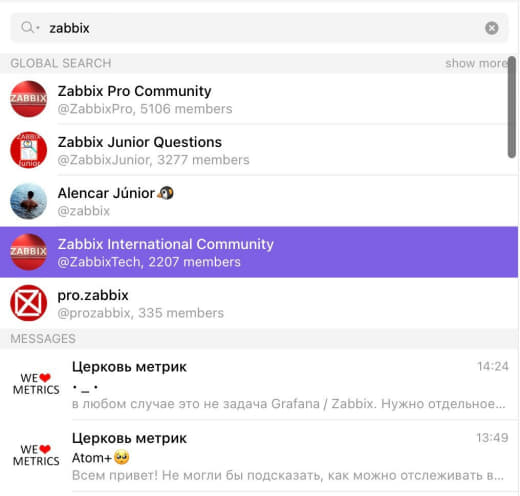 zabbix
GLOBAL SEARCH show more
ZABBIX
Zabbix Pro Community
@ZabbixPro, 5106 members
ZABBIX
Junior
Zabbix Junior Questions
@ZabbixJunior, 3277 members
Alencar Júnior🐧
@zabbix
ZABBIX
Zabbix International Community
@ZabbixTech, 2207 members
pro.zabbix
@prozabbix, 335 members
MESSAGES
WE❤
METRICS
Церковь метрик 14:24
• _ •
в любом случае это не задача Grafana / Zabbix. Нужно отдельное...
WE❤
METRICS
Церковь метрик 13:49
Atom+🥺
Всем привет! Не могли бы подсказать, как можно отслеживать в...